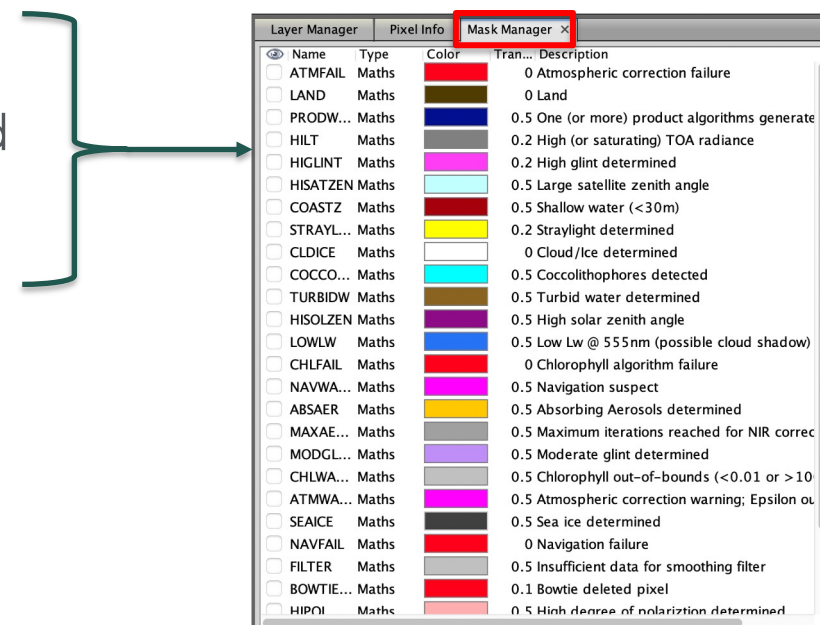 Layer Manager Pixel Info Mask Manager ×
Name Type Color Tran... Description
ATMFAIL Maths 0 Atmospheric correction failure
LAND Maths 0 Land
PRODW... Maths 0.5 One (or more) product algorithms generate
HILT Maths 0.2 High (or saturating) TOA radiance
HIGLINT Maths 0.2 High glint determined
HISATZEN Maths 0.5 Large satellite zenith angle
COASTZ Maths 0.5 Shallow water (<30m)
STRAYL... Maths 0.2 Straylight determined
CLDICE Maths 0 Cloud/Ice determined
COCCO... Maths 0.5 Coccolithophores detected
TURBIDW Maths 0.5 Turbid water determined
HISOLZEN Maths 0.5 High solar zenith angle
LOWLW Maths 0.5 Low Lw @ 555nm (possible cloud shadow)
CHLFAIL Maths 0 Chlorophyll algorithm failure
NAVWA... Maths 0.5 Navigation suspect
ABSAER Maths 0.5 Absorbing Aerosols determined
MAXAE... Maths 0.5 Maximum iterations reached for NIR correc
MODGL... Maths 0.5 Moderate glint determined
CHLWA... Maths 0.5 Chlorophyll out-of-bounds (<0.01 or >10
ATMWA... Maths 0.5 Atmospheric correction warning; Epsilon ou
SEAICE Maths 0.5 Sea ice determined
NAVFAIL Maths 0 Navigation failure
FILTER Maths 0.5 Insufficient data for smoothing filter
BOWTIE... Maths 0.1 Bowtie deleted pixel
HIPOL Maths 0.5 High degree of polariztion determined